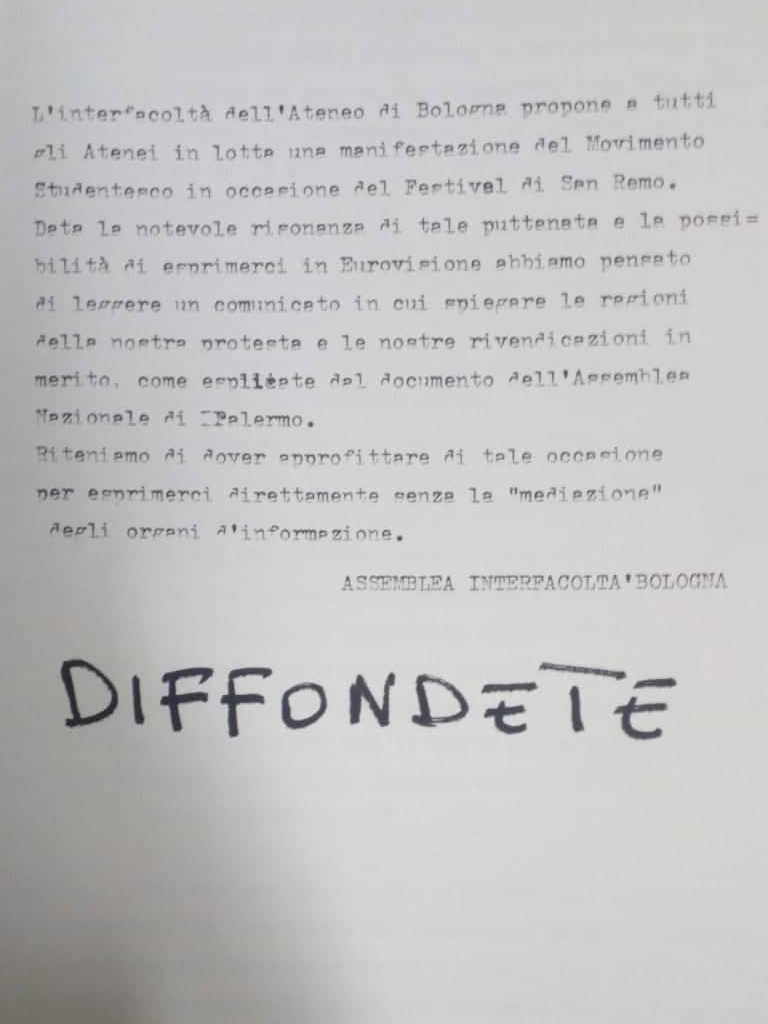 L'interfacoltà dell'Ateneo di Bologna propone a tutti
gli Atenei in lotta una manifestazione del Movimento
Studentesco in occasione del Festival di San Remo.
Data la notevole risonanza di tale puttanata e la possi=
bilità di esprimerci in Eurovisione abbiamo pensato
di leggere un comunicato in cui spiegare le ragioni
della nostra protesta e le nostre rivendicazioni in
merito, come esplicate dal documento dell'Assemblea
Nazionale di Palermo.
Riteniamo di dover approfittare di tale occasione
per esprimerci direttamente senza la "mediazione"
degli organi d'informazione.
ASSEMBLEA INTERFACOLTA'BOLOGNA
DIFFONDETE